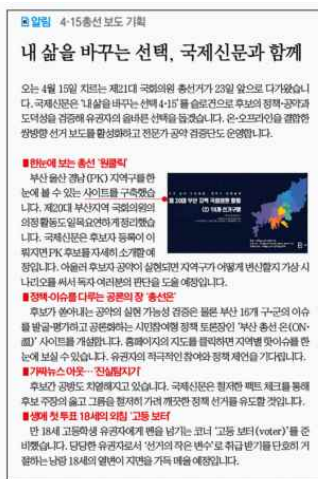 알림 4·15총선 보도 기획
내 삶을 바꾸는 선택, 국제신문과 함께
오는 4월 15일 치르는 제21대 국회의원 총선거가 23일 앞으로 다가왔습니
다. 국제신문은 '내 삶을 바꾸는 선택 4·15'를 슬로건으로 후보의 정책·공약과
도덕성을 검증해 유권자의 올바른 선택을 돕겠습니다. 온·오프라인을 결합한
쌍방향 선거 보도를 활성화하고 전문가 공약 검증단도 운영합니다.
■한눈에 보는 총선 '원클릭'
부산 울산 경남(PK) 지역구를 한
눈에 볼 수 있는 사이트를 구축했습
니다. 제20대 부산지역 국회의원의
의정활동도 일목요연하게 정리했습
니다. 국제신문은 후보자 등록이 이
뤄지면 PK 후보를 자세히 소개할 예
정입니다. 아울러 후보자 공약이 실현되면 지역구가 어떻게 변신할지 가상 시
나리오를 써서 독자 여러분의 판단을 도울 예정입니다.
■정책·이슈를 다루는 공론의 장 '총선온'
후보가 쏟아내는 공약의 실현 가능성 검증은 물론 부산 16개 구·군의 이슈
를 발굴·평가하고 공론화하는 시민참여형 정책 토론장인 '부산 총선 온(ON·
溫)' 사이트를 개설합니다. 홈페이지의 지도를 클릭하면 지역별 핫이슈를 한
눈에 보실 수 있습니다. 유권자의 적극적인 참여와 정책 제언을 기다립니다.
■가짜뉴스 아웃…'진실탐지기'
후보간 공방도 치열해지고 있습니다. 국제신문은 철저한 팩트 체크를 통해
후보 주장의 옳고 그름을 철저히 가려 깨끗한 정책 선거를 유도할 것입니다.
■생애 첫 투표 18세의 외침 '고등 보터'
만 18세 고등학생 유권자에게 펜을 넘기는 코너 '고등 보터(voter)'를 준
비했습니다. 당당한 유권자로서 '선거의 작은 변수'로 취급 받기를 단호히 거
절하는 낭랑 18세의 열변이 지면을 가득 메울 예정입니다.